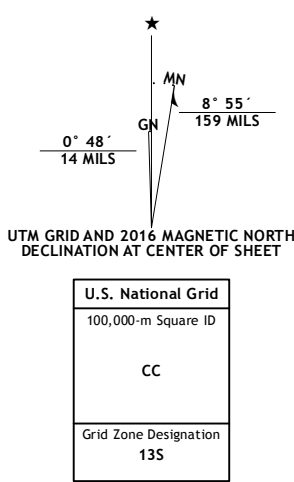 ★
MN
GN
8° 55´
159 MILS
0° 48´
14 MILS
UTM GRID AND 2016 MAGNETIC NORTH
DECLINATION AT CENTER OF SHEET
U.S. National Grid
100,000-m Square ID
CC
Grid Zone Designation
13S